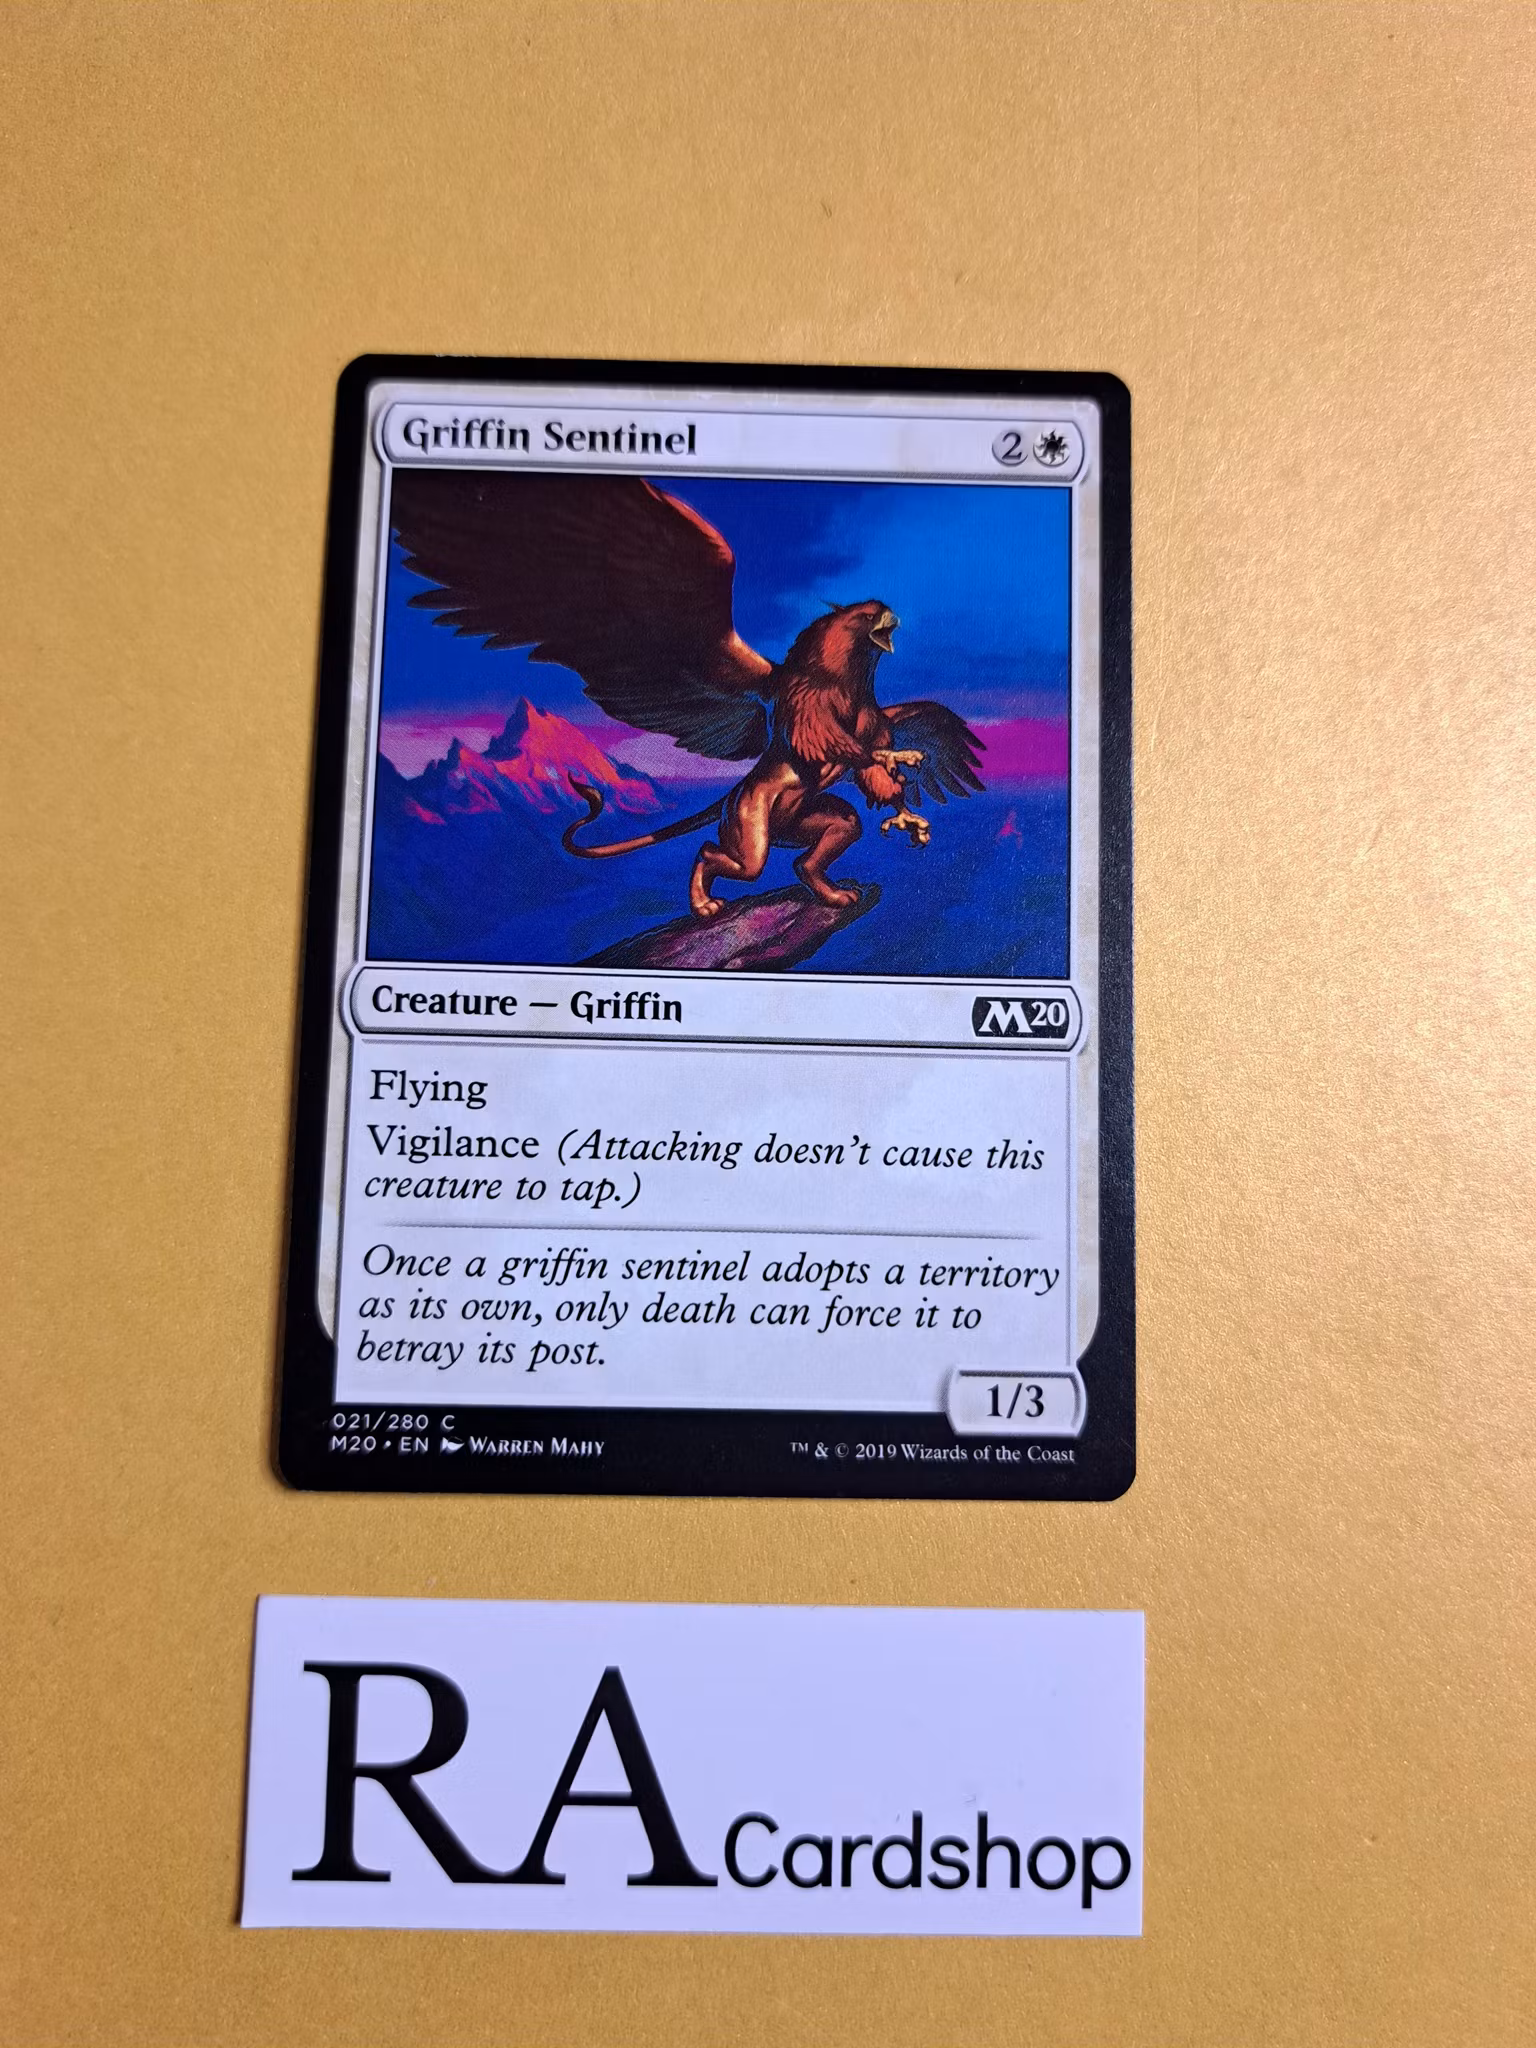 Griffin Sentinel 2
Creature — Griffin M20
Flying
Vigilance (Attacking doesn't cause this
creature to tap.)
Once a griffin sentinel adopts a territory
as its own, only death can force it to
betray its post.
1/3
021/280 C
M20 • EN Warren Mahy
™ & © 2019 Wizards of the Coast
RA Cardshop